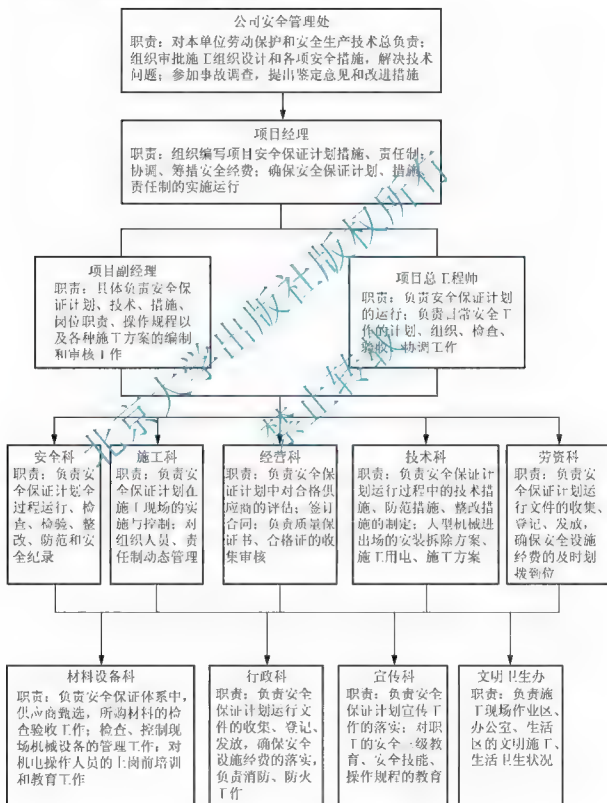 公司安全管理处
职责：对本单位劳动保护和安全生产技术总负责；
组织审批施工组织设计和各项安全措施，解决技术
问题；参加事故调查，提出鉴定意见和改进措施
项目经理
职责：组织编写项目安全保证计划措施、责任制；
协调、筹措安全经费；确保安全保证计划、措施、
责任制的实施运行
项目副经理
职责：具体负责安全保
证计划、技术、措施、
岗位职责、操作规程以
及各种施工方案的编制
和审核工作
项目总工程师
职责：负责安全保证计划
的运行；负责日常安全工
作的计划、组织、检查、
验收、协调工作
安全科
职责：负责安
全保证计划全
过程运行、检
查、检验、整
改、防范和安
全纪录
施工科
职责：负责安
全保证计划在
施工现场的实
施与控制；对
组织人员、责
任制动态管理
经营科
职责：负责安全保
证计划中对合格供
应商的评估；签订
合同；负责质量保
证书、合格证的收
集审核
技术科
职责：负责安全保证计
划运行过程中的技术措
施、防范措施、整改措
施的制定；大型机械进
出场的安装拆除方案、
施工用电、施工方案
劳资科
职责：负责安
全保证计划运
行文件的收集、
登记、发放，
确保安全设施
经费的及时划
拨到位
材料设备科
职责：负责安全保证体系中，
供应商甄选，所购材料的检
查验收工作；检查、控制现
场机械设备的管理工作；对
机电操作人员的上岗前培训
和教育工作
行政科
职责：负责安全
保证计划运行文
件的收集、登记、
发放，确保安全
设施经费的落实，
负责消防、防火
工作
宣传科
职责：负责安全
保证计划宣传工
作的落实；对职
工的安全三级教
育、安全技能、
操作规程的教育
文明卫生办
职责：负责施
工现场作业区、
办公室、生活
区的文明施工、
生活卫生状况
北京大学出版社版权所有
禁止转载